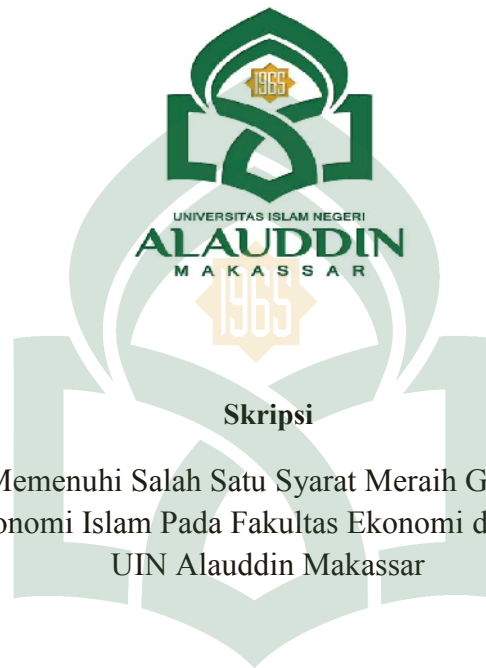 1965
UNIVERSITAS ISLAM NEGERI
ALAUDDIN
MAKASSAR
1965
Skripsi
Memenuhi Salah Satu Syarat Meraih G
onomi Islam Pada Fakultas Ekonomi d
UIN Alauddin Makassar